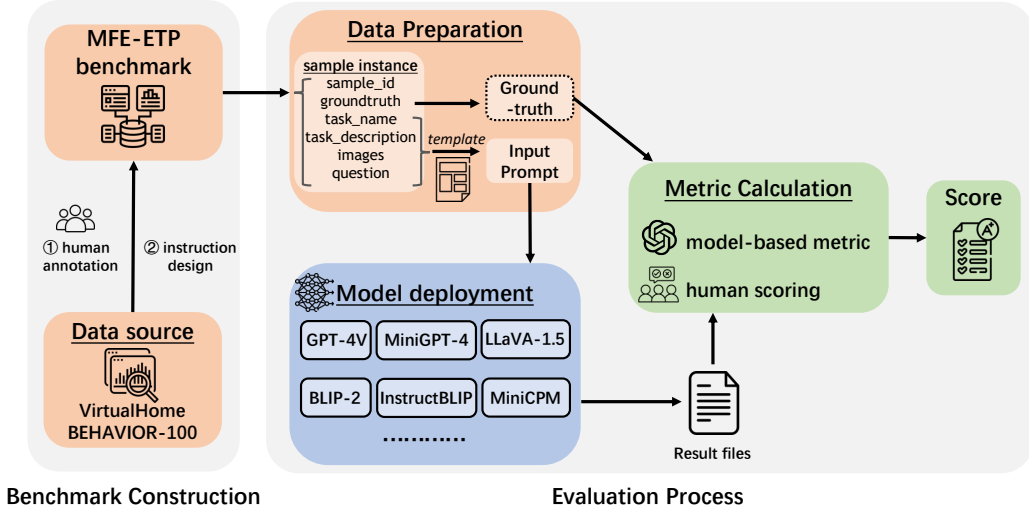 MFE-ETP
benchmark
① human
annotation
② instruction
design
Data source
VirtualHome
BEHAVIOR-100
Benchmark Construction
Data Preparation
sample instance
sample_id
groundtruth
task_name
task_description
images
question
template
Ground
-truth
Input
Prompt
Model deployment
GPT-4V
MiniGPT-4
LLaVA-1.5
BLIP-2
InstructBLIP
MiniCPM
…………
Result files
Metric Calculation
model-based metric
human scoring
Score
A+
Evaluation Process